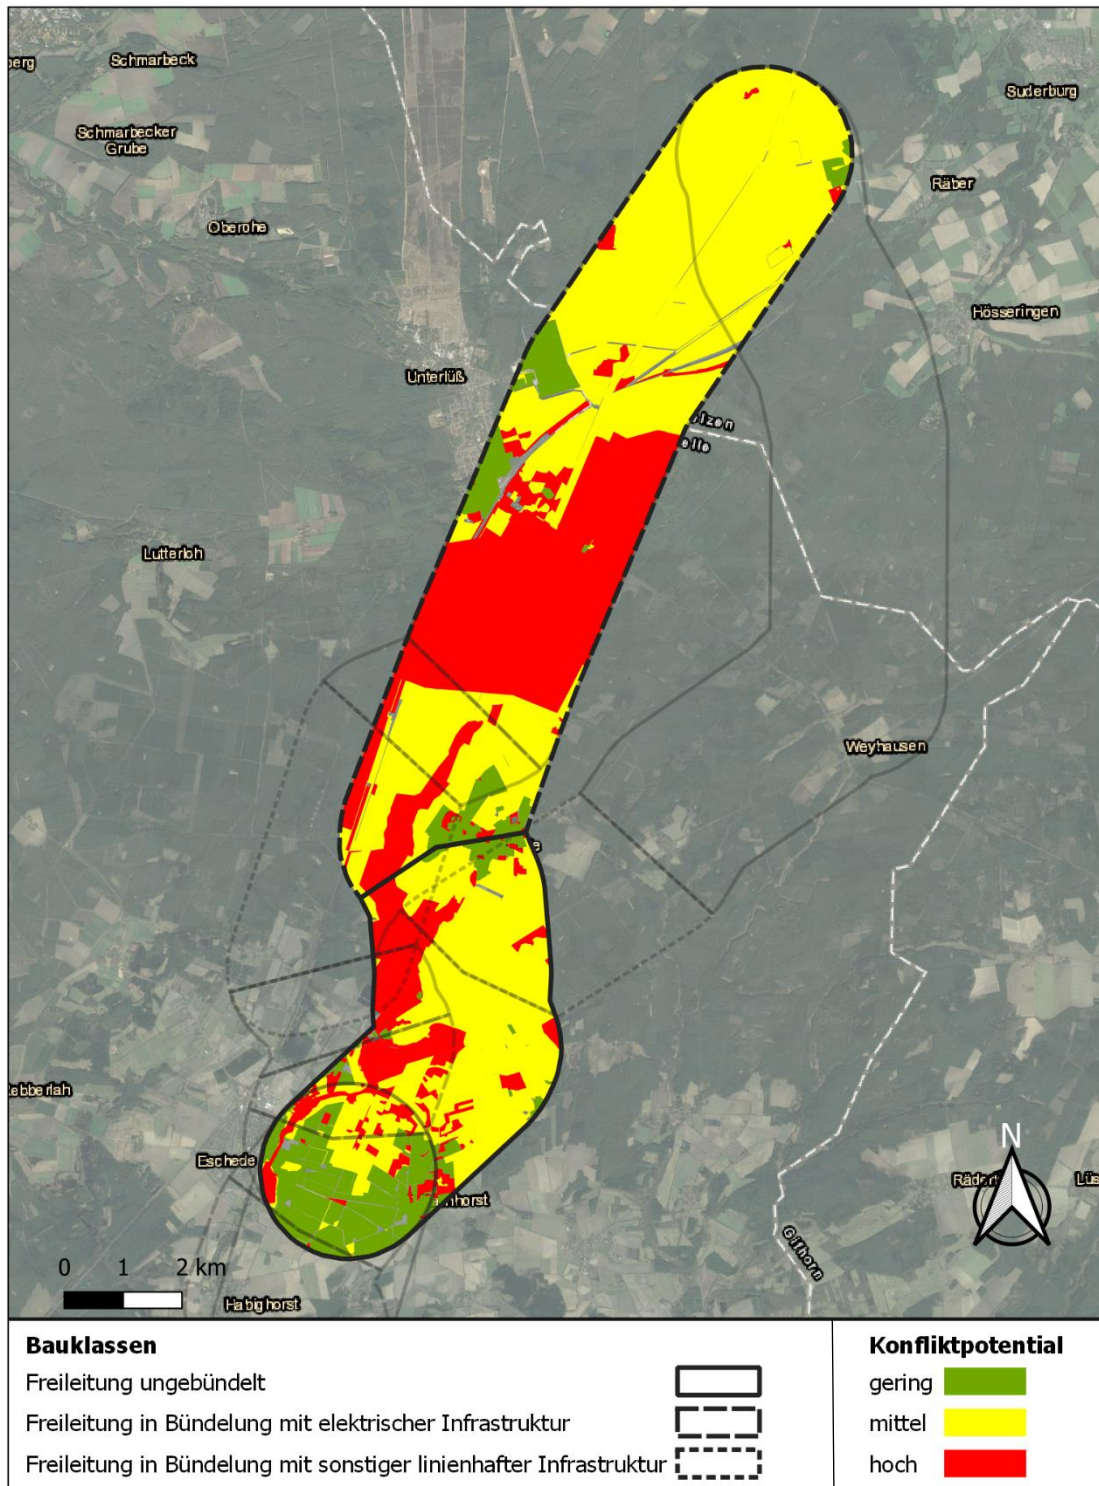 Schmarbeck
Suderburg
Schmarbecker
Grube
Räber
Oberohe
Hösseringen
Unterlüß
Lutterloh
Weyhausen
Eschede
N
0 1 2 km
Gifhorn
Habighorst
Bauklassen
Freileitung ungebündelt
Freileitung in Bündelung mit elektrischer Infrastruktur
Freileitung in Bündelung mit sonstiger linienhafter Infrastruktur
Konfliktpotential
gering
mittel
hoch